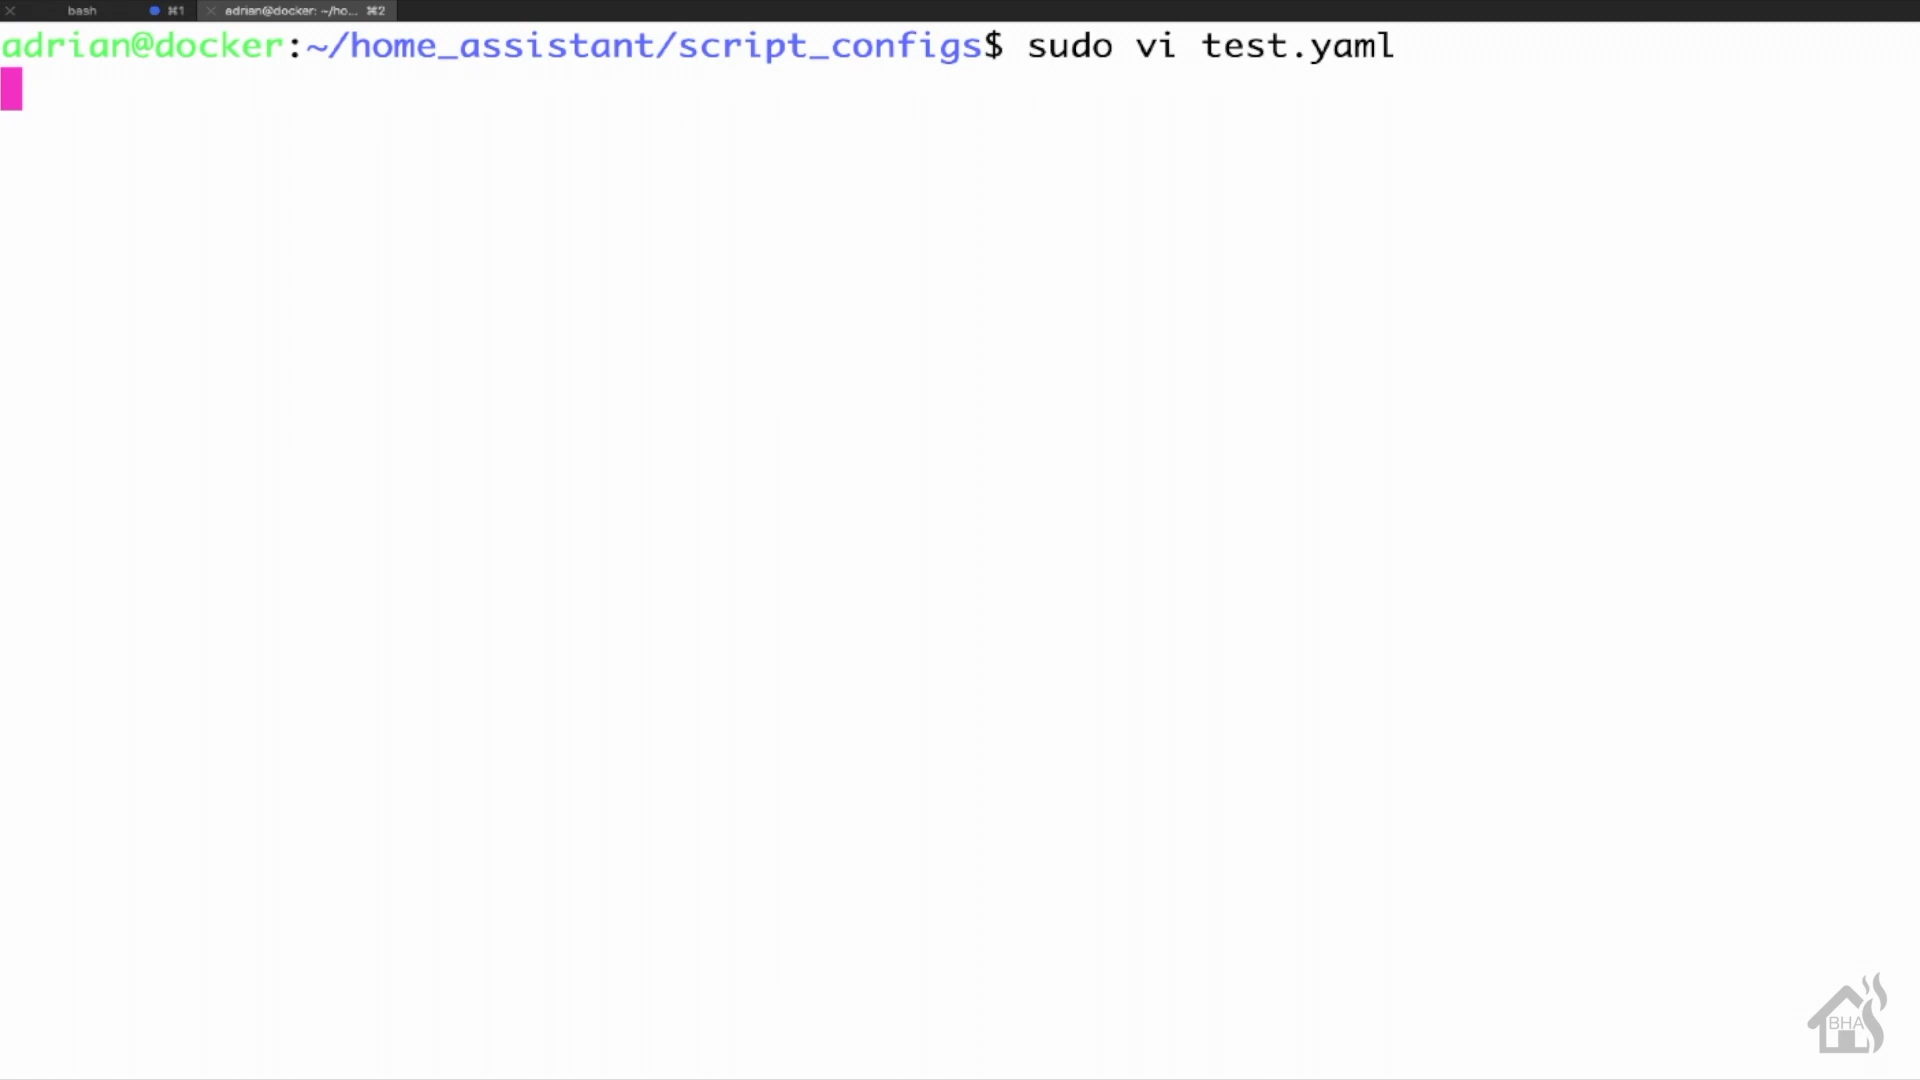 bash ⌘1 adrian@docker: ~/ho... ⌘2
adrian@docker:~/home_assistant/script_configs$ sudo vi test.yaml
BHA